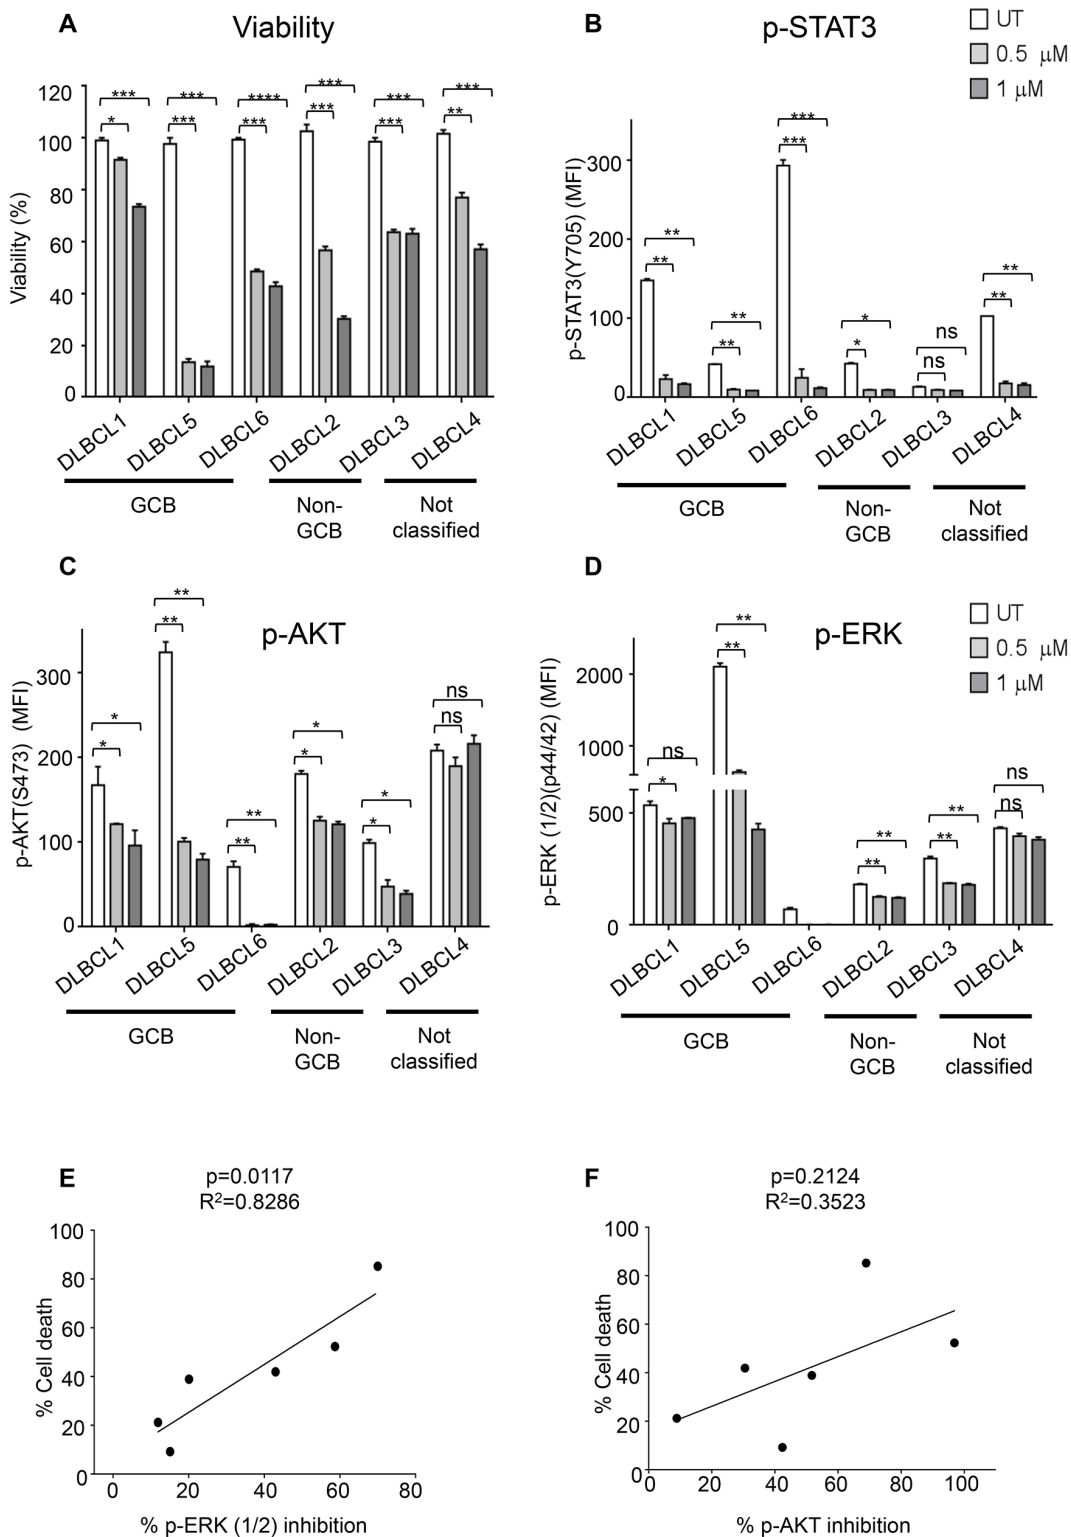 A
Viability
B
p-STAT3
UT
0.5 μM
1 μM
Viability (%)
120
100
80
60
40
20
0
*
***
***
***
***
****
***
***
***
***
**
***
DLBCL1
DLBCL5
DLBCL6
DLBCL2
DLBCL3
DLBCL4
GCB
Non-
GCB
Not
classified
p-STAT3(Y705) (MFI)
300
200
100
0
**
**
**
**
***
***
*
*
ns
ns
**
**
DLBCL1
DLBCL5
DLBCL6
DLBCL2
DLBCL3
DLBCL4
GCB
Non-
GCB
Not
classified
C
p-AKT
p-AKT(S473) (MFI)
300
200
100
0
*
*
**
**
**
**
*
*
*
*
ns
ns
DLBCL1
DLBCL5
DLBCL6
DLBCL2
DLBCL3
DLBCL4
GCB
Non-
GCB
Not
classified
D
p-ERK
UT
0.5 μM
1 μM
p-ERK (1/2)(p44/42) (MFI)
2000
1000
500
0
ns
*
**
**
**
**
**
**
ns
ns
DLBCL1
DLBCL5
DLBCL6
DLBCL2
DLBCL3
DLBCL4
GCB
Non-
GCB
Not
classified
E
p=0.0117
R²=0.8286
% Cell death
100
80
60
40
20
0
0 20 40 60 80
% p-ERK (1/2) inhibition
F
p=0.2124
R²=0.3523
% Cell death
100
80
60
40
20
0
0 20 40 60 80 100
% p-AKT inhibition